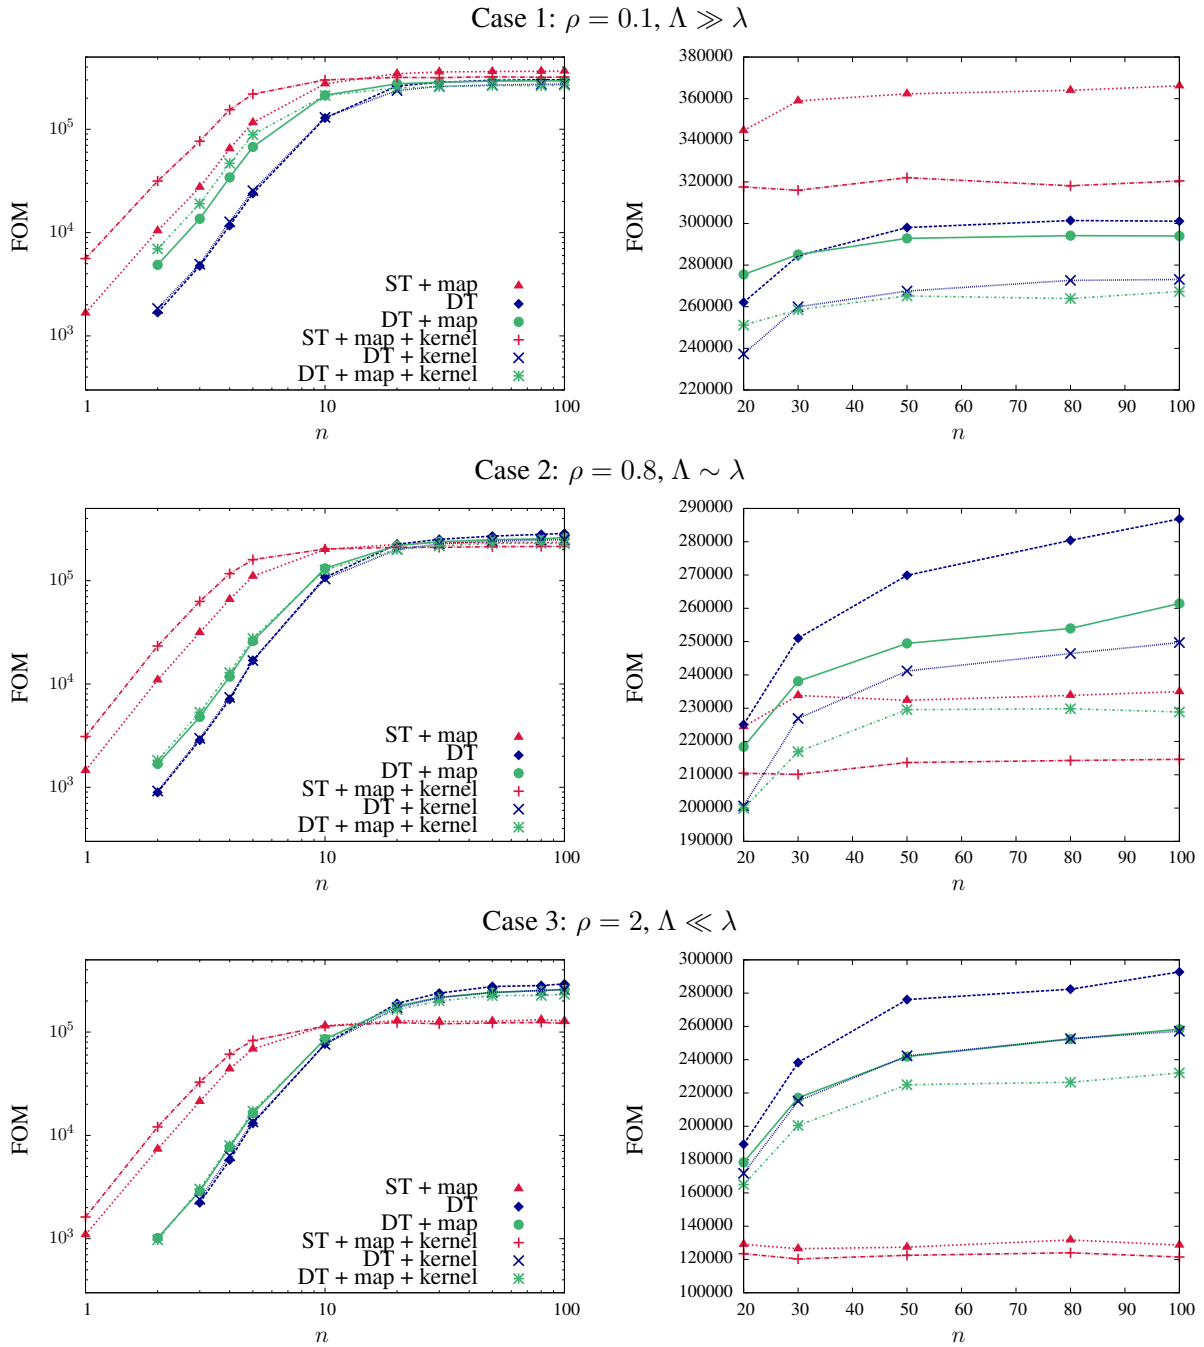 Case 1: ρ = 0.1, Λ ≫ λ
FOM
10^5
10^4
10^3
ST + map
DT
DT + map
ST + map + kernel
DT + kernel
DT + map + kernel
1 10 100
n
FOM
380000
360000
340000
320000
300000
280000
260000
240000
220000
20 30 40 50 60 70 80 90 100
n
Case 2: ρ = 0.8, Λ ∼ λ
FOM
10^5
10^4
10^3
ST + map
DT
DT + map
ST + map + kernel
DT + kernel
DT + map + kernel
1 10 100
n
FOM
290000
280000
270000
260000
250000
240000
230000
220000
210000
200000
190000
20 30 40 50 60 70 80 90 100
n
Case 3: ρ = 2, Λ ≪ λ
FOM
10^5
10^4
10^3
ST + map
DT
DT + map
ST + map + kernel
DT + kernel
DT + map + kernel
1 10 100
n
FOM
300000
280000
260000
240000
220000
200000
180000
160000
140000
120000
100000
20 30 40 50 60 70 80 90 100
n